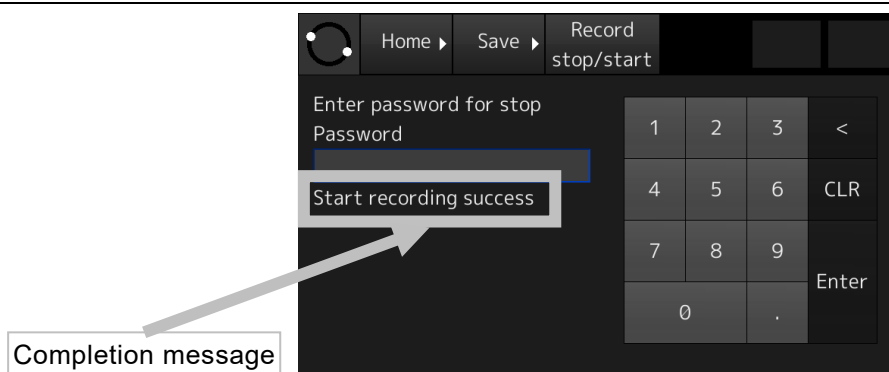 Home Save Record
stop/start
Enter password for stop
Password
Start recording success
1 2 3 <
4 5 6 CLR
7 8 9
Enter
0 .
Completion message